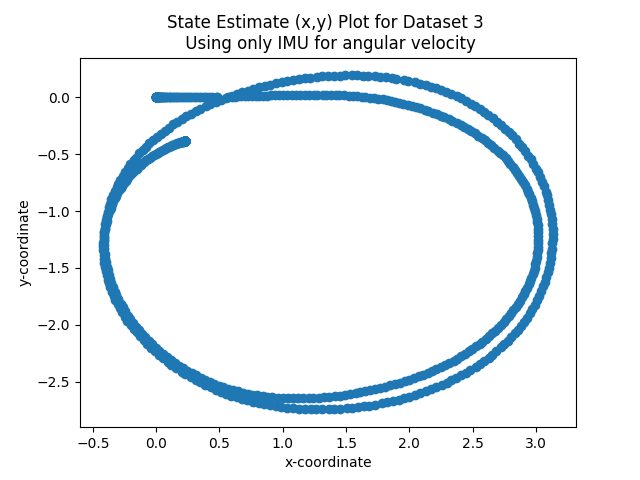 State Estimate (x,y) Plot for Dataset 3
Using only IMU for angular velocity
0.0
−0.5
−1.0
−1.5
−2.0
−2.5
y-coordinate
−0.5 0.0 0.5 1.0 1.5 2.0 2.5 3.0
x-coordinate